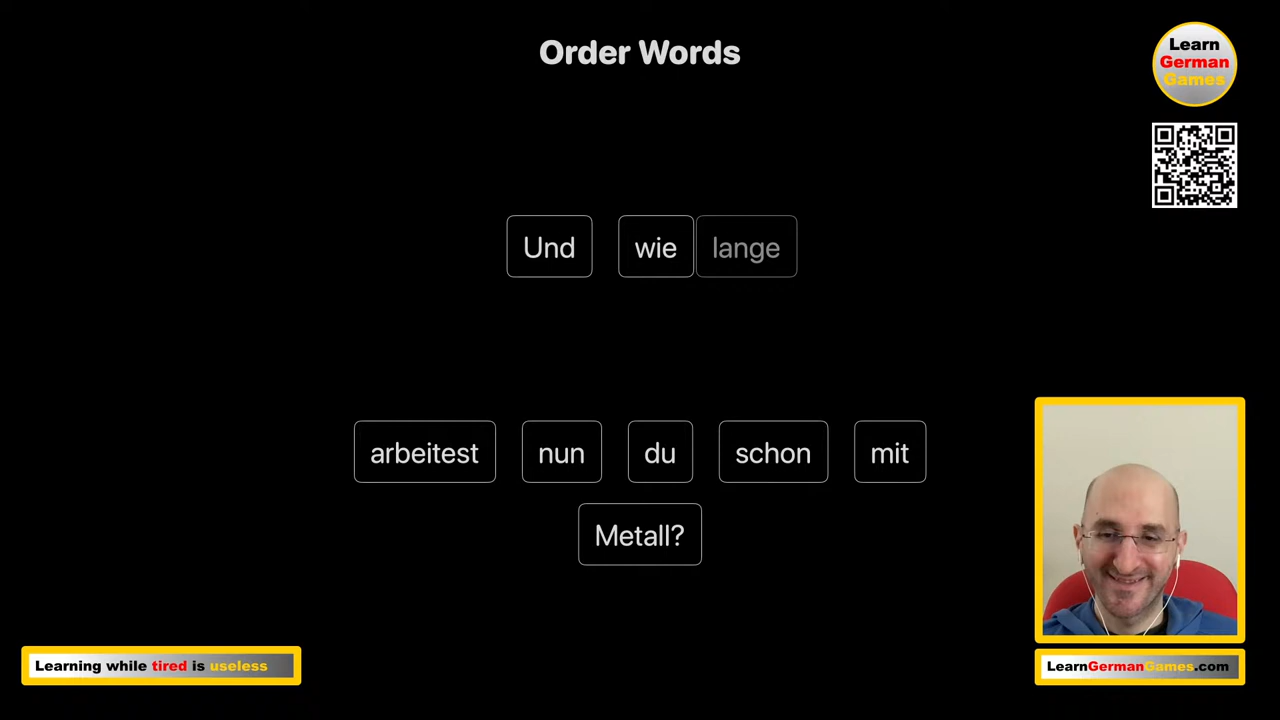 Order Words
Learn
German
Games
Und wie lange
arbeitest nun du schon mit
Metall?
Learning while tired is useless
LearnGermanGames.com